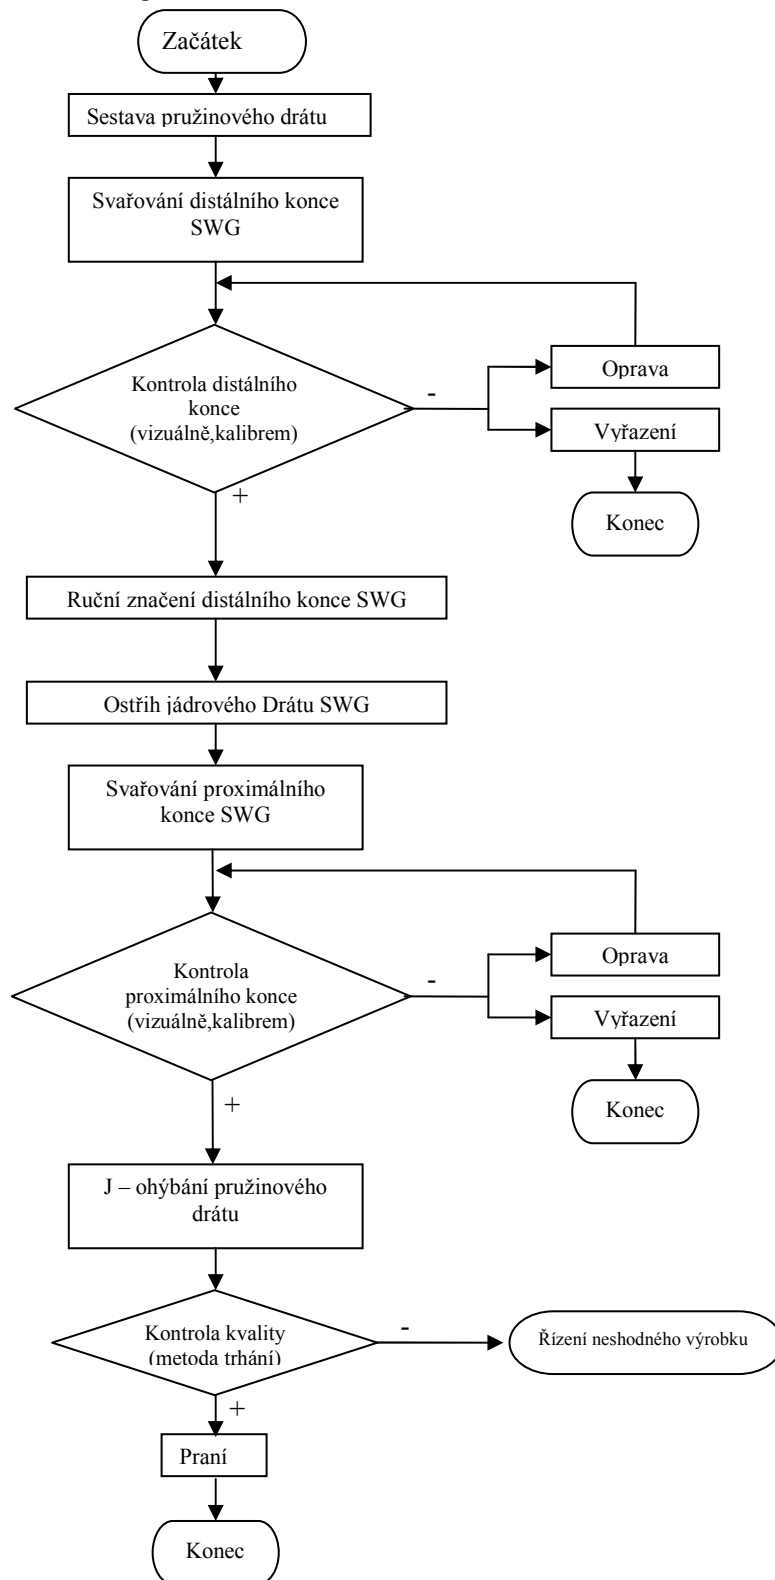 Začátek
Sestava pružinového drátu
Svařování distálního konce
SWG
Kontrola distálního
konce
(vizuálně,kalibrem)
-
Oprava
Vyřazení
Konec
+
Ruční značení distálního konce SWG
Ostřih jádrového Drátu SWG
Svařování proximálního
konce SWG
Kontrola
proximálního konce
(vizuálně,kalibrem)
-
Oprava
Vyřazení
Konec
+
J – ohýbání pružinového
drátu
Kontrola kvality
(metoda trhání)
-
Řízení neshodného výrobku
+
Praní
Konec